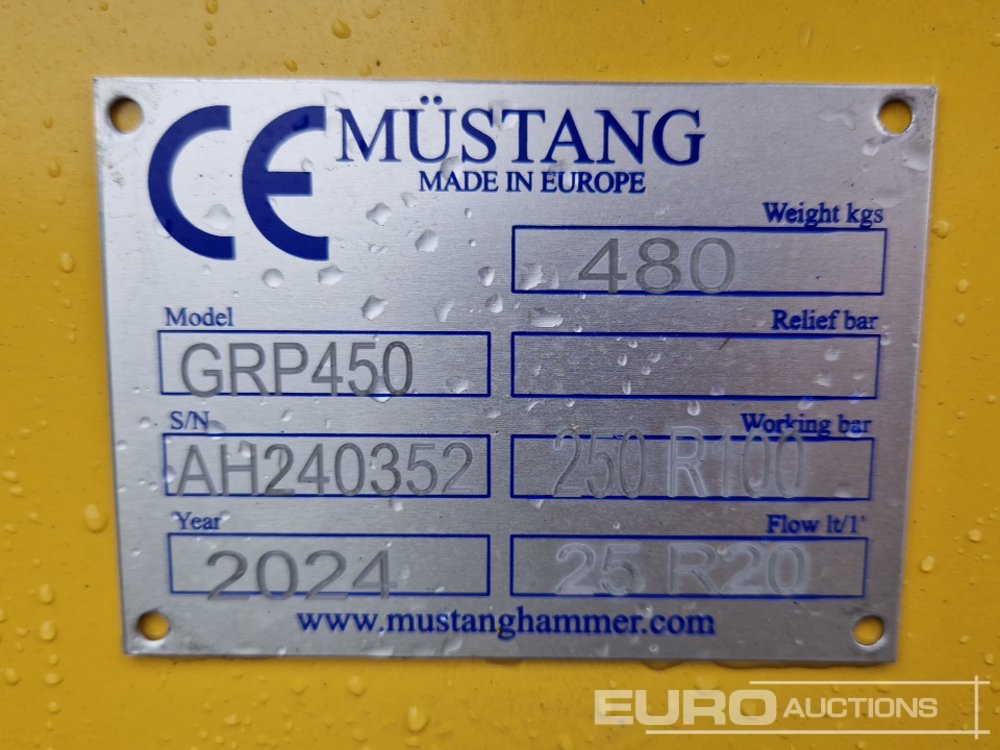 CE MÜSTANG
MADE IN EUROPE
Weight kgs
480
Model
GRP450
Relief bar
S/N
AH240352
Working bar
250 R100
Year
2024
Flow lt/1'
25 R20
www.mustanghammer.com
EURO AUCTIONS